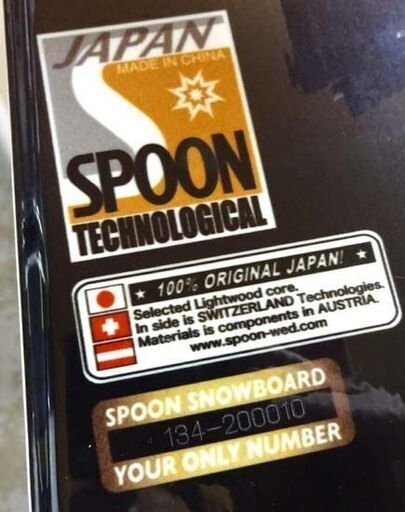 JAPAN
MADE IN CHINA
SPOON
TECHNOLOGICAL
★ 100% ORIGINAL JAPAN! ★
Selected Lightwood core.
In side is SWITZERLAND Technologies.
Materials is components in AUSTRIA.
www.spoon-wed.com
SPOON SNOWBOARD
134-200010
YOUR ONLY NUMBER